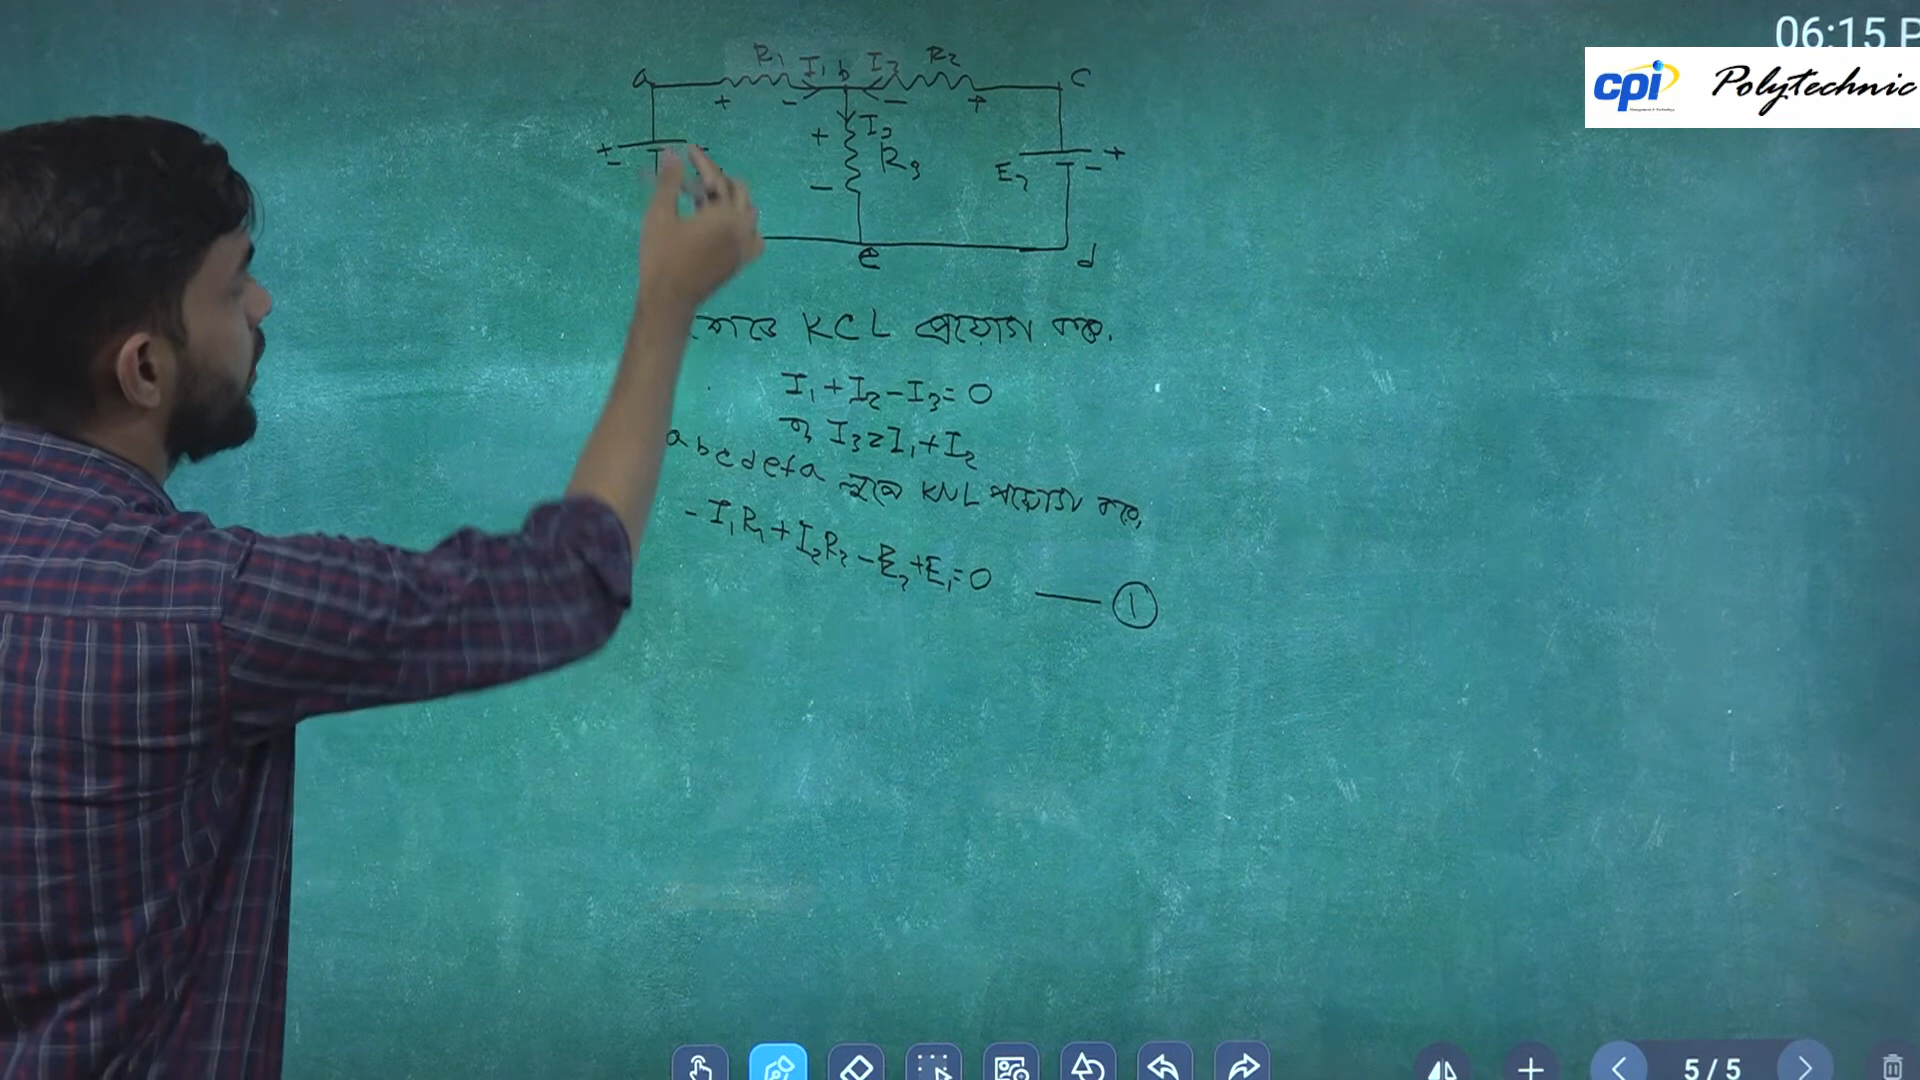 06:15 P
cpi Polytechnic
a R1 I1 b I2 R2 c
+ - - +
+ I3
+ - R3 E2 + -
-
e d
KCL প্রয়োগ করে,
I1 + I2 - I3 = 0
বা I3 = I1 + I2
abcdefa লুপে KVL প্রয়োগ করে,
- I1R1 + I2R2 - E2 + E1 = 0 — 1
5 / 5